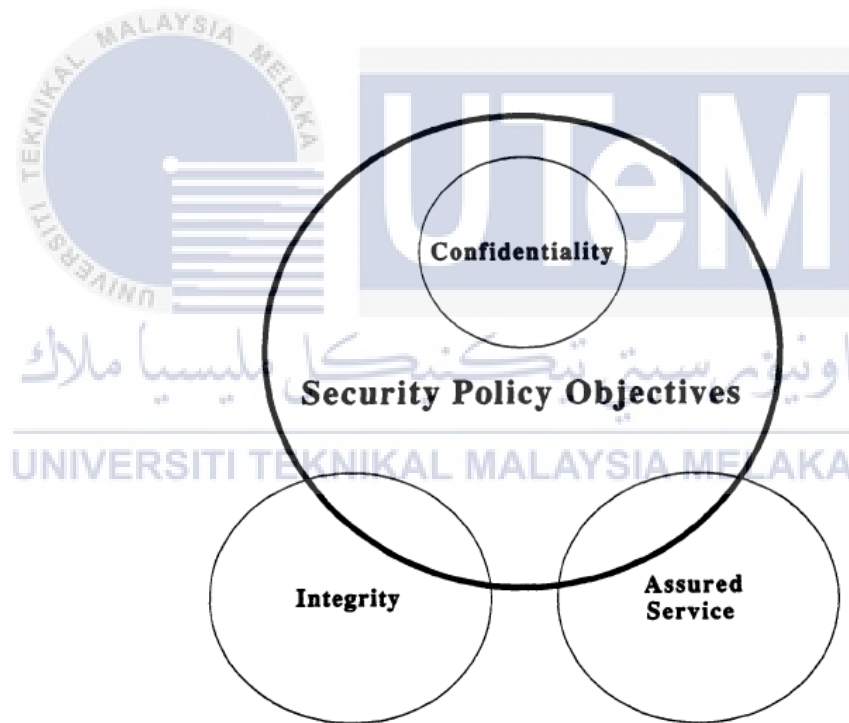 UNIVERSITI TEKNIKAL MALAYSIA MELAKA
UTeM
Confidentiality
اونيۏرسيتي تيكنيكل مليسيا ملاك
Security Policy Objectives
UNIVERSITI TEKNIKAL MALAYSIA MELAKA
Integrity
Assured
Service